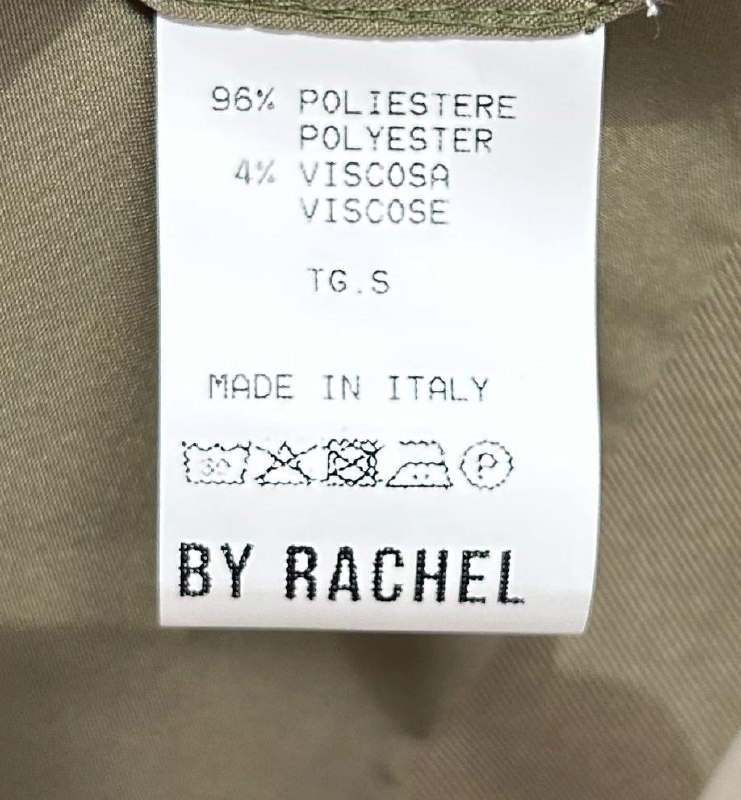 96% POLIESTERE
POLYESTER
4% VISCOSA
VISCOSE
TG.S
MADE IN ITALY
30 P
BY RACHEL